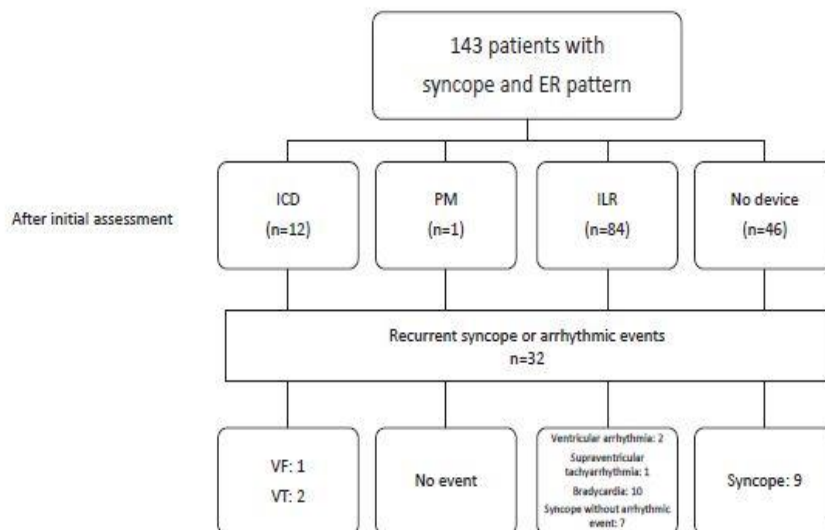 143 patients with
syncope and ER pattern
After initial assessment
ICD
(n=12)
PM
(n=1)
ILR
(n=84)
No device
(n=46)
Recurrent syncope or arrhythmic events
n=32
VF: 1
VT: 2
No event
Ventricular arrhythmia: 2
Supraventricular
tachyarrhythmia: 1
Bradycardia: 10
Syncope without arrhythmic
event: 7
Syncope: 9